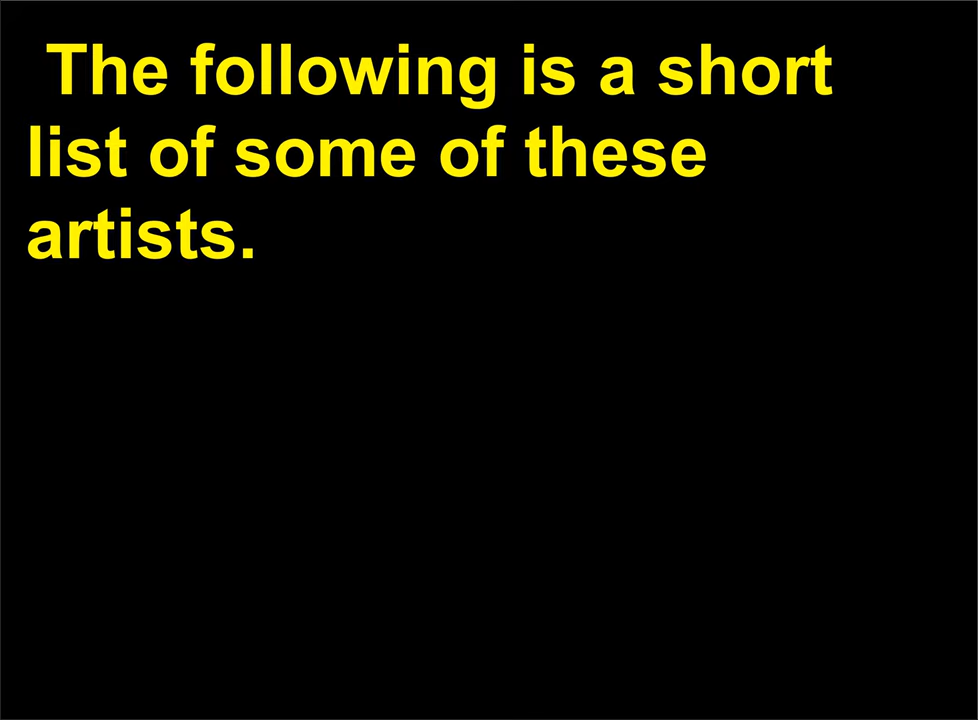 The following is a short
list of some of these
artists.